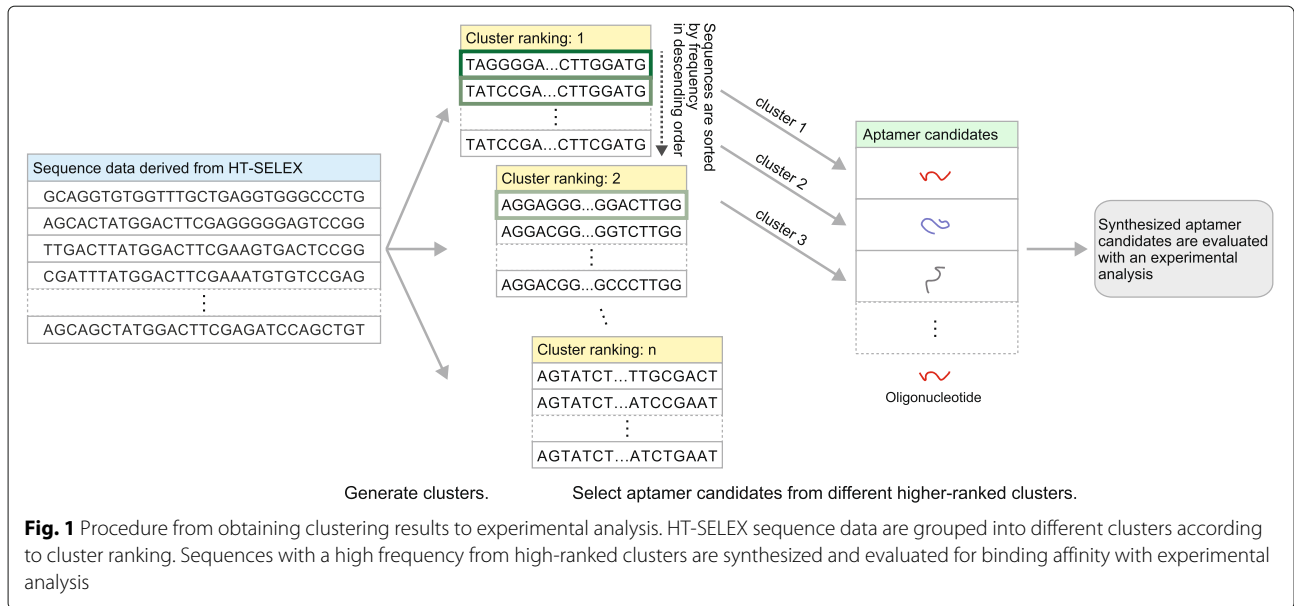 Sequence data derived from HT-SELEX
GCAGGTGTGGTTTGCTGAGGTGGGCCCTG
AGCACTATGGACTTCGAGGGGGAGTCCGG
TTGACTTATGGACTTCGAAGTGACTCCGG
CGATTTATGGACTTCGAAATGTGTCCGAG
⋮
AGCAGCTATGGACTTCGAGATCCAGCTGT
Cluster ranking: 1
TAGGGGA...CTTGGATG
TATCCGA...CTTGGATG
⋮
TATCCGA...CTTCGATG
Sequences are sorted
by frequency
in descending order
Cluster ranking: 2
AGGAGGG...GGACTTGG
AGGACGG...GGTCTTGG
⋮
AGGACGG...GCCCTTGG
⋱
Cluster ranking: n
AGTATCT...TTGCGACT
AGTATCT...ATCCGAAT
⋮
AGTATCT...ATCTGAAT
cluster 1
cluster 2
cluster 3
Aptamer candidates
⋮
Oligonucleotide
Synthesized aptamer
candidates are evaluated
with an experimental
analysis
Generate clusters.
Select aptamer candidates from different higher-ranked clusters.
Fig. 1 Procedure from obtaining clustering results to experimental analysis. HT-SELEX sequence data are grouped into different clusters according
to cluster ranking. Sequences with a high frequency from high-ranked clusters are synthesized and evaluated for binding affinity with experimental
analysis